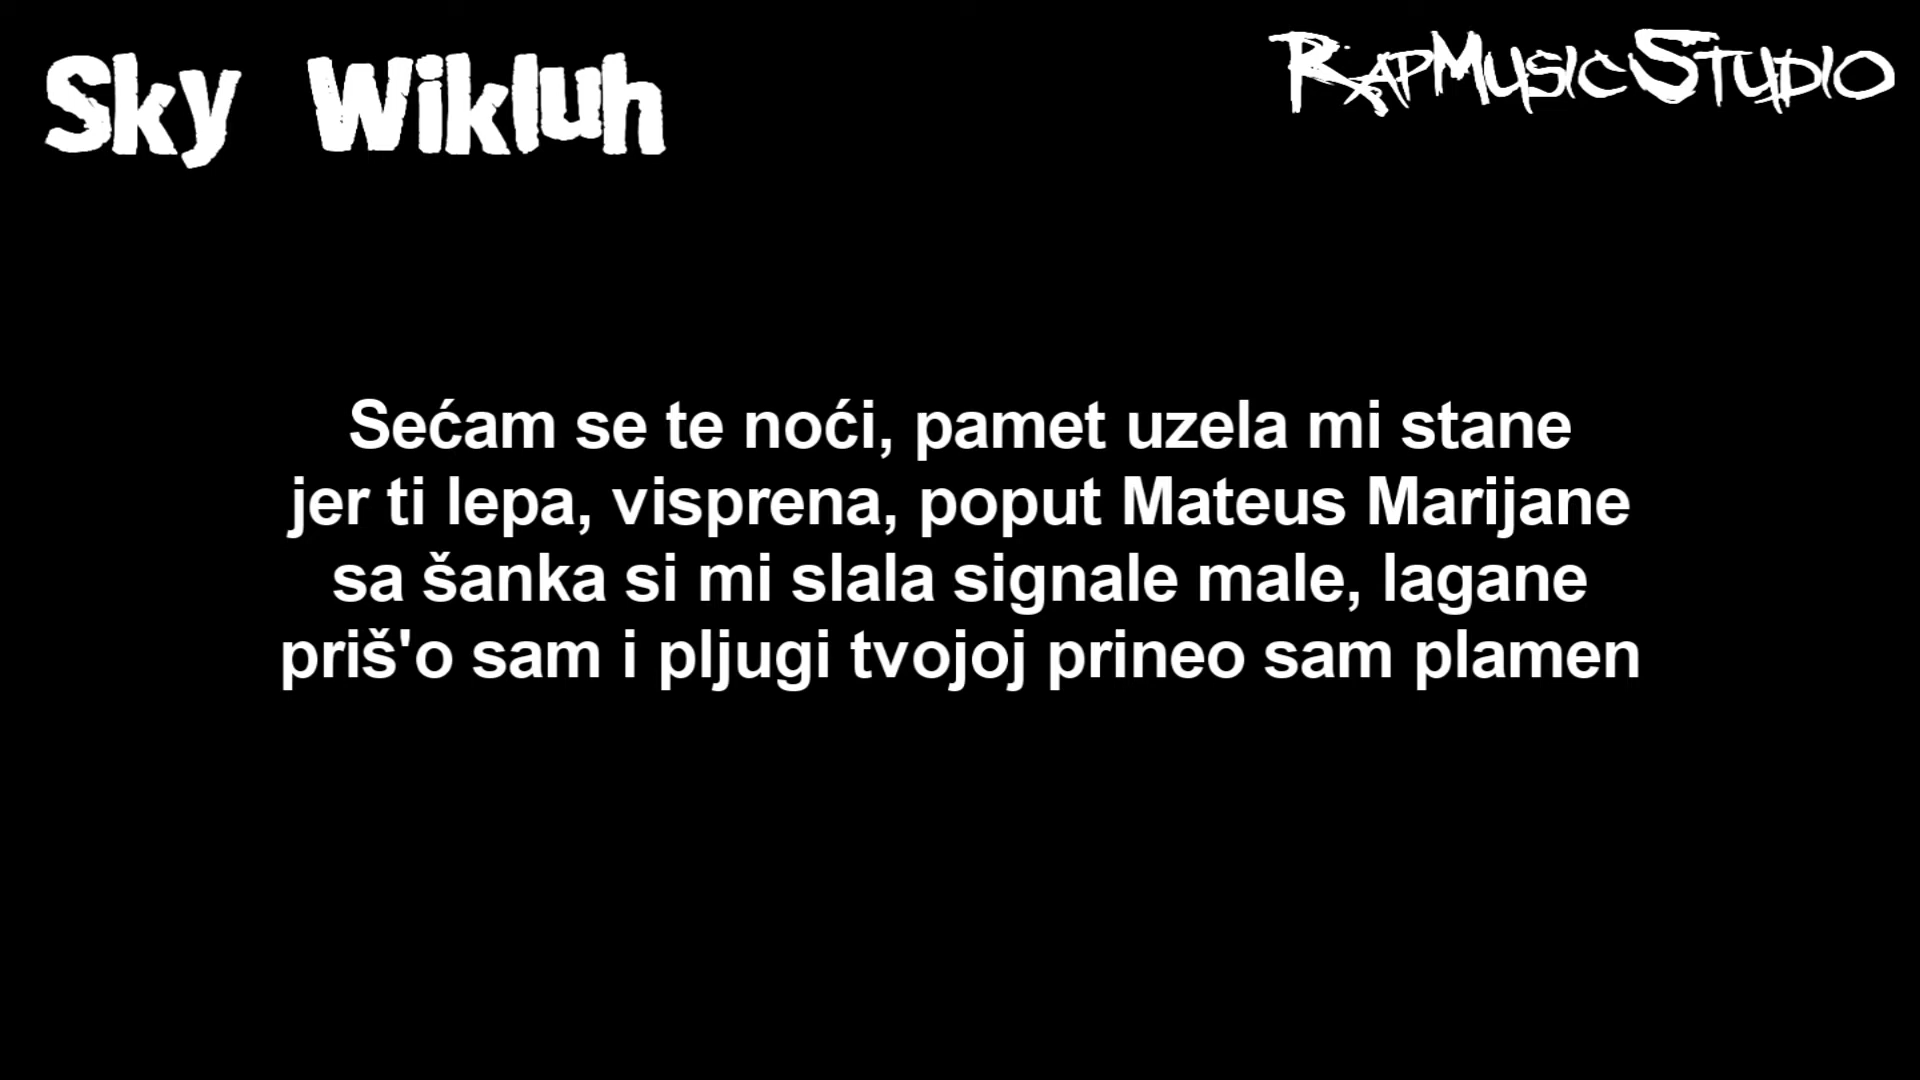 Sky Wikluh
RapMusicStudio
Sećam se te noći, pamet uzela mi stane
jer ti lepa, visprena, poput Mateus Marijane
sa šanka si mi slala signale male, lagane
priš'o sam i pljugi tvojoj prineo sam plamen